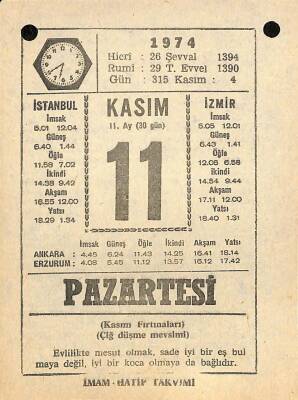 1974
Hicri : 26 Şevval 1394
Rumi : 29 T. Evvel 1390
Gün : 315 Kasım : 4
İSTANBUL
İmsak
5.01 12.04
Güneş
6.40 1.44
Öğle
11.58 7.02
İkindi
14.38 9.42
Akşam
16.55 12.00
Yatsı
18.29 1.34
KASIM
11. Ay (30 gün)
11
İZMİR
İmsak
5.05 12.01
Güneş
6.43 1.41
Öğle
12.06 6.58
İkindi
14.54 9.44
Akşam
17.11 12.00
Yatsı
18.40 1.31
İmsak Güneş Öğle İkindi Akşam Yatsı
ANKARA : 4.45 6.24 11.43 14.25 16.41 18.14
ERZURUM : 4.08 5.45 11.12 13.57 16.12 17.42
PAZARTESİ
(Kasım Fırtınaları)
(Çiğ düşme mevsimi)
Evlilikte mesut olmak, sade iyi bir eş bul
maya değil, iyi bir koca olmaya da bağlıdır.
İMAM-HATİP TAKVİMİ